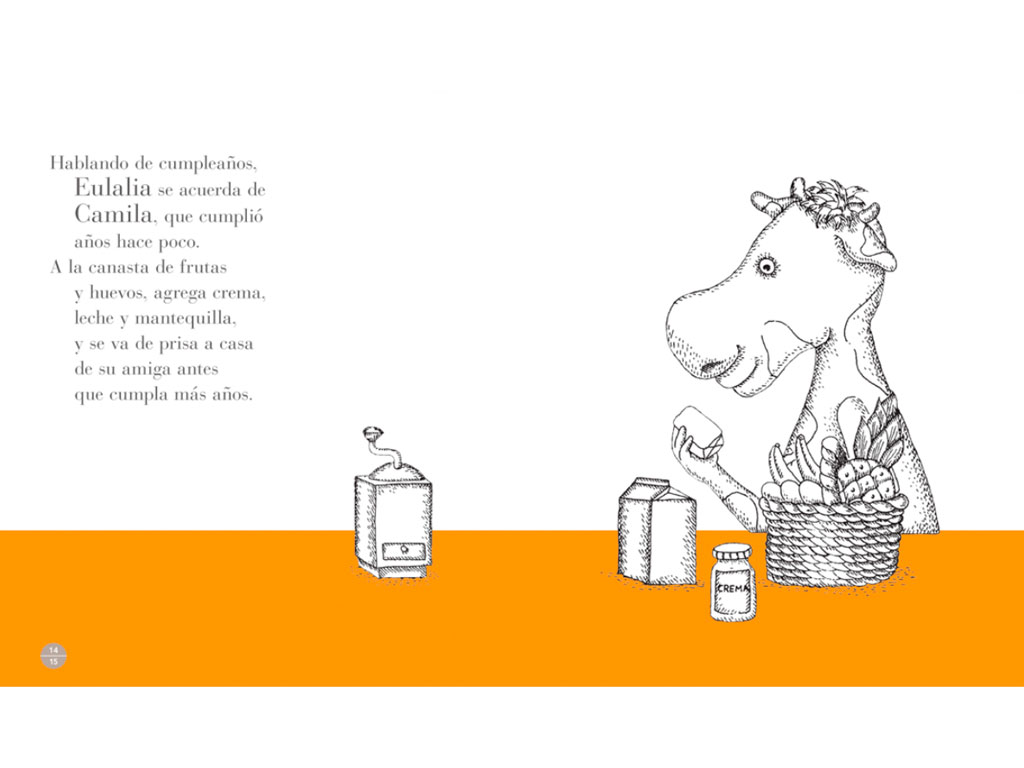 Hablando de cumpleaños,
Eulalia se acuerda de
Camila, que cumplió
años hace poco.
A la canasta de frutas
y huevos, agrega crema,
leche y mantequilla,
y se va de prisa a casa
de su amiga antes
que cumpla más años.
CREMA
14
15